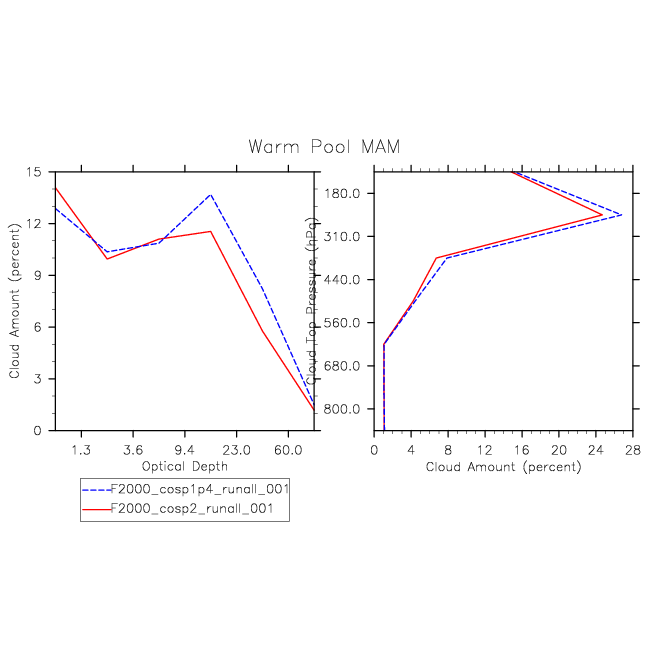 Warm Pool MAM
Cloud Amount (percent)
15
12
9
6
3
0
1.3 3.6 9.4 23.0 60.0
Optical Depth
Cloud Top Pressure (hPa)
180.0
310.0
440.0
560.0
680.0
800.0
0 4 8 12 16 20 24 28
Cloud Amount (percent)
F2000_cosp1p4_runall_001
F2000_cosp2_runall_001